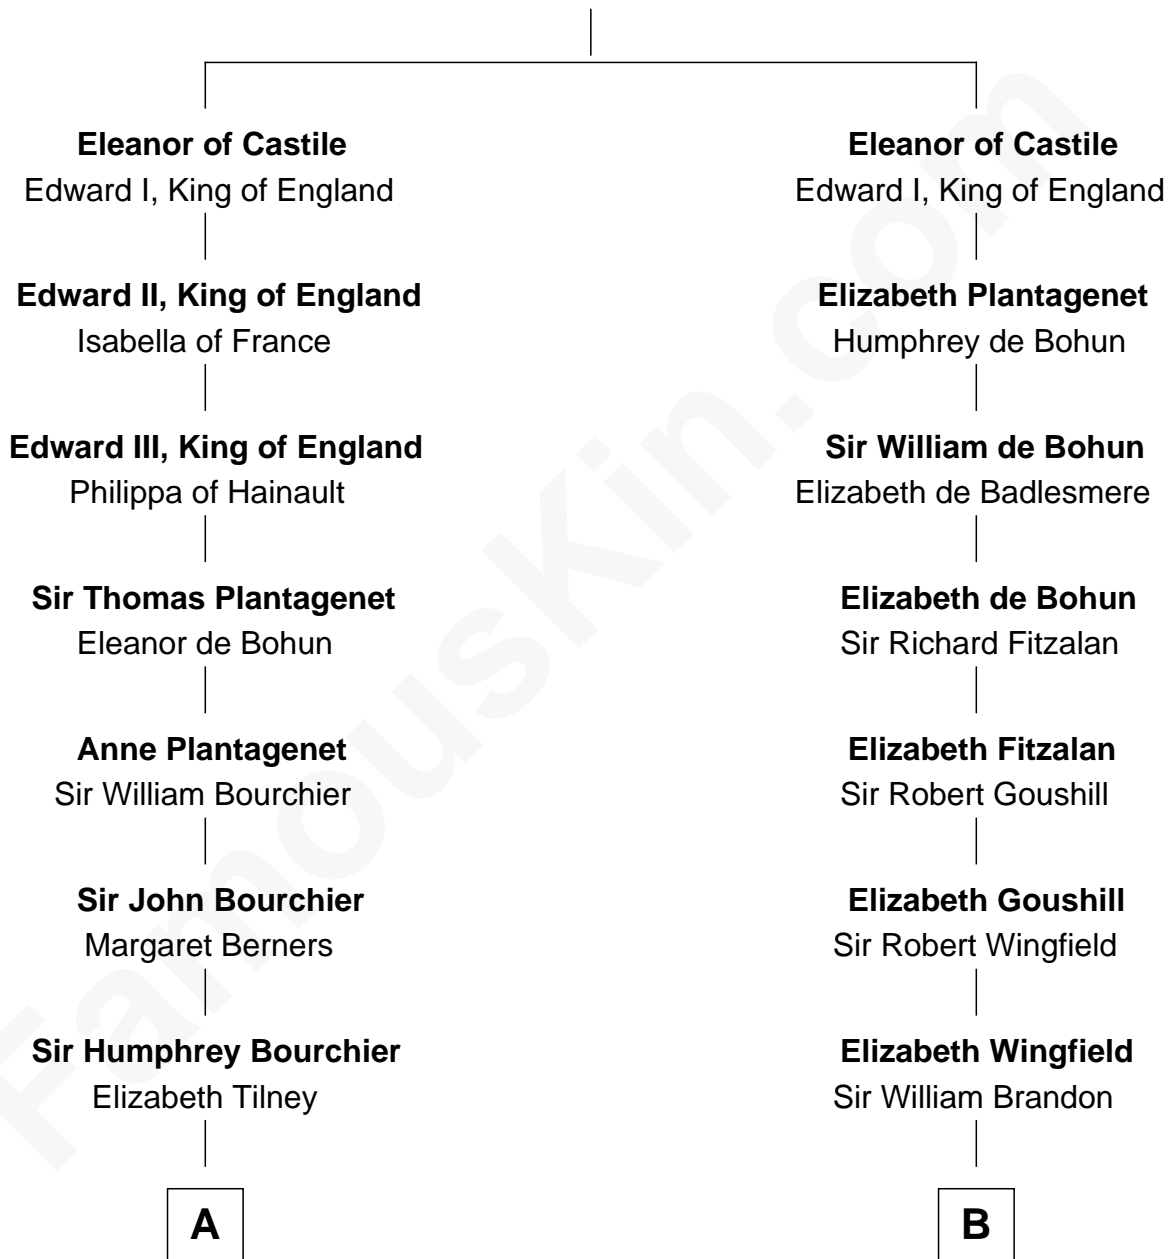 Eleanor of Castile
Edward I, King of England
Edward II, King of England
Isabella of France
Edward III, King of England
Philippa of Hainault
Sir Thomas Plantagenet
Eleanor de Bohun
Anne Plantagenet
Sir William Bourchier
Sir John Bourchier
Margaret Berners
Sir Humphrey Bourchier
Elizabeth Tilney
A
Eleanor of Castile
Edward I, King of England
Elizabeth Plantagenet
Humphrey de Bohun
Sir William de Bohun
Elizabeth de Badlesmere
Elizabeth de Bohun
Sir Richard Fitzalan
Elizabeth Fitzalan
Sir Robert Goushill
Elizabeth Goushill
Sir Robert Wingfield
Elizabeth Wingfield
Sir William Brandon
B
FamousKin.com